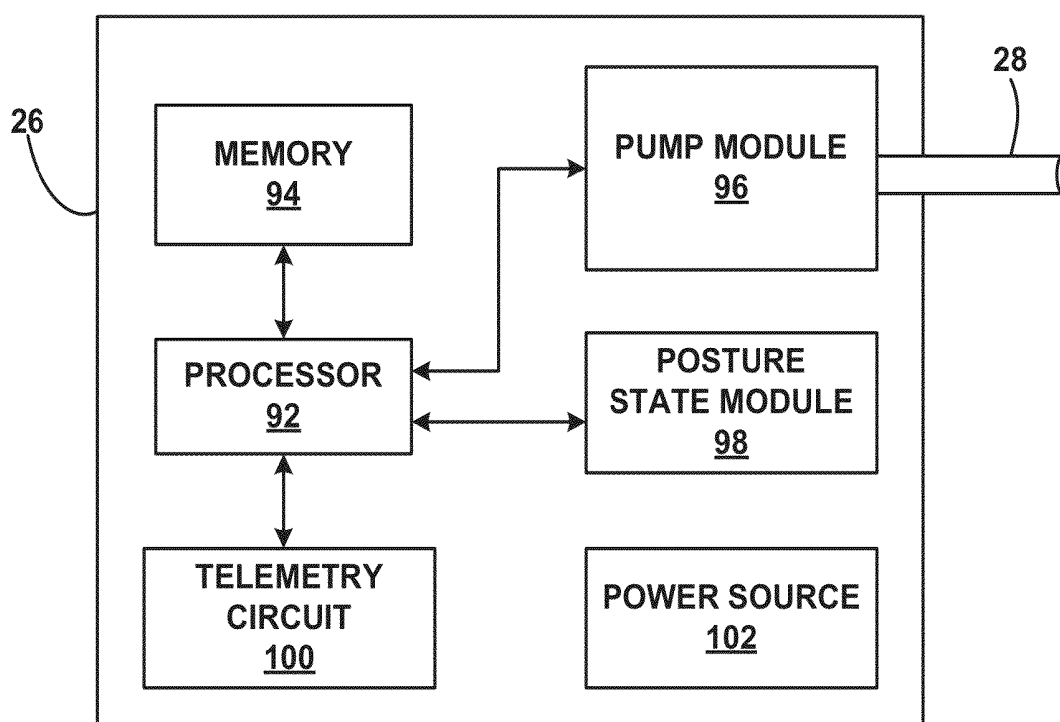 28
26
MEMORY
94
PUMP MODULE
96
PROCESSOR
92
POSTURE
STATE MODULE
98
TELEMETRY
CIRCUIT
100
POWER SOURCE
102